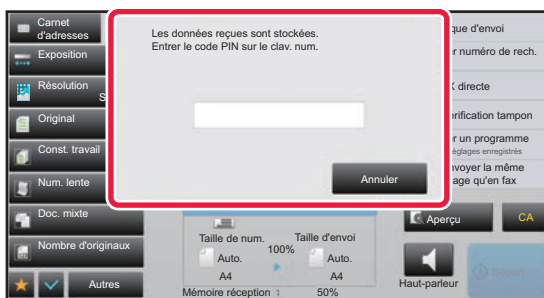 Carnet
d'adresses
Exposition
Résolution
S
Original
Const. travail
Num. lente
Doc. mixte
Nombre d'originaux
Autres
Les données reçues sont stockées.
Entrer le code PIN sur le clav. num.
Annuler
que d'envoi
r numéro de rech.
X directe
érification tampon
r un programme
églages enregistrés
nvoyer la même
age qu'en fax
Aperçu
CA
Taille de num.
100%
Taille d'envoi
Auto.
Auto.
A4
A4
Mémoire réception :
50%
Haut-parleur
Départ